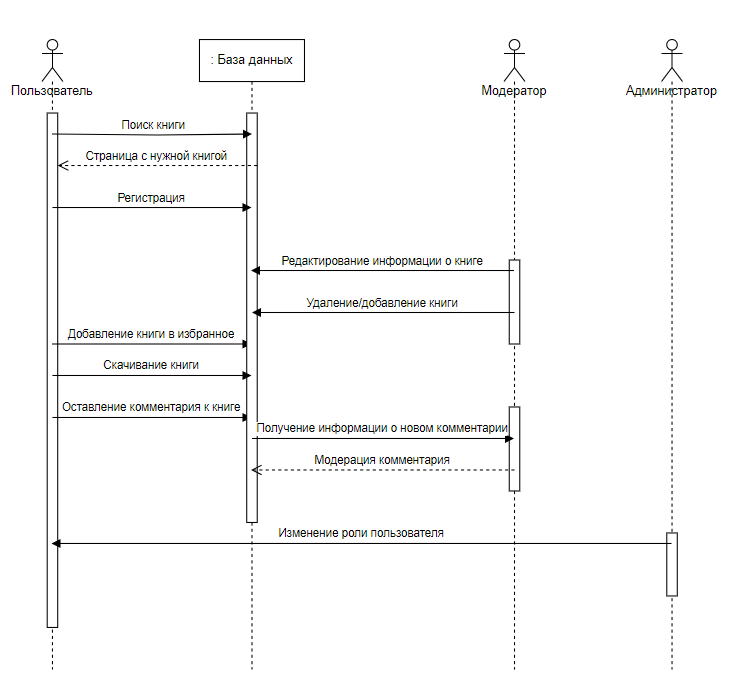 : База данных
Пользователь
Модератор
Администратор
Поиск книги
Страница с нужной книгой
Регистрация
Редактирование информации о книге
Удаление/добавление книги
Добавление книги в избранное
Скачивание книги
Оставление комментария к книге
Получение информации о новом комментарии
Модерация комментария
Изменение роли пользователя